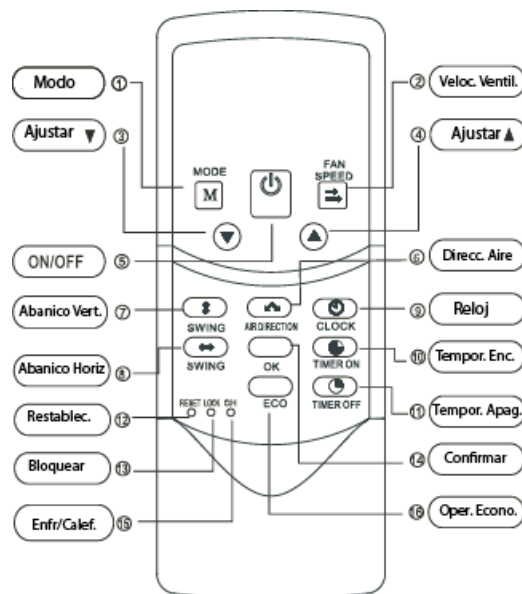 Modo ①
② Veloc. Ventil.
Ajustar ▼ ③
④ Ajustar ▲
MODE
FAN
SPEED
M
ON/OFF ⑤
⑥ Direcc. Aire
Abanico Vert. ⑦
SWING
AIR DIRECTION
CLOCK
⑨ Reloj
Abanico Horiz ⑧
SWING
OK
TIMER ON
⑩ Tempor. Enc.
ECO
TIMER OFF
⑪ Tempor. Apag.
Restablec. ⑫
RESET LOCK C/H
Bloquear ⑬
⑭ Confirmar
Enfr/Calef. ⑮
⑯ Oper. Econo.